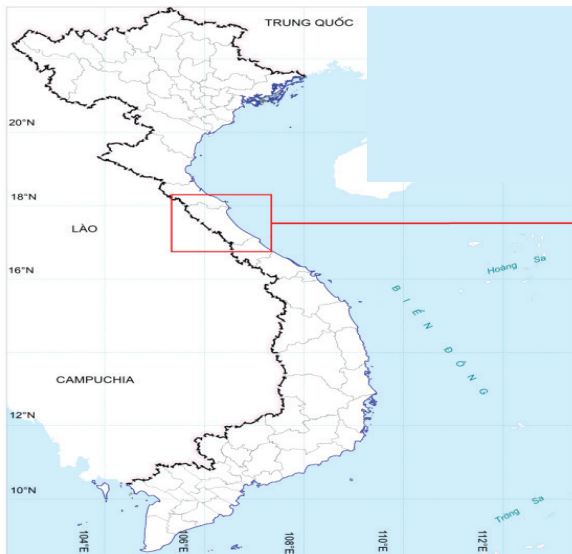 TRUNG QUỐC
20°N
18°N
LÀO
Hoàng Sa
16°N
BIỂN ĐÔNG
CAMPUCHIA
12°N
10°N
Trường Sa
104°E
106°E
108°E
110°E
112°E